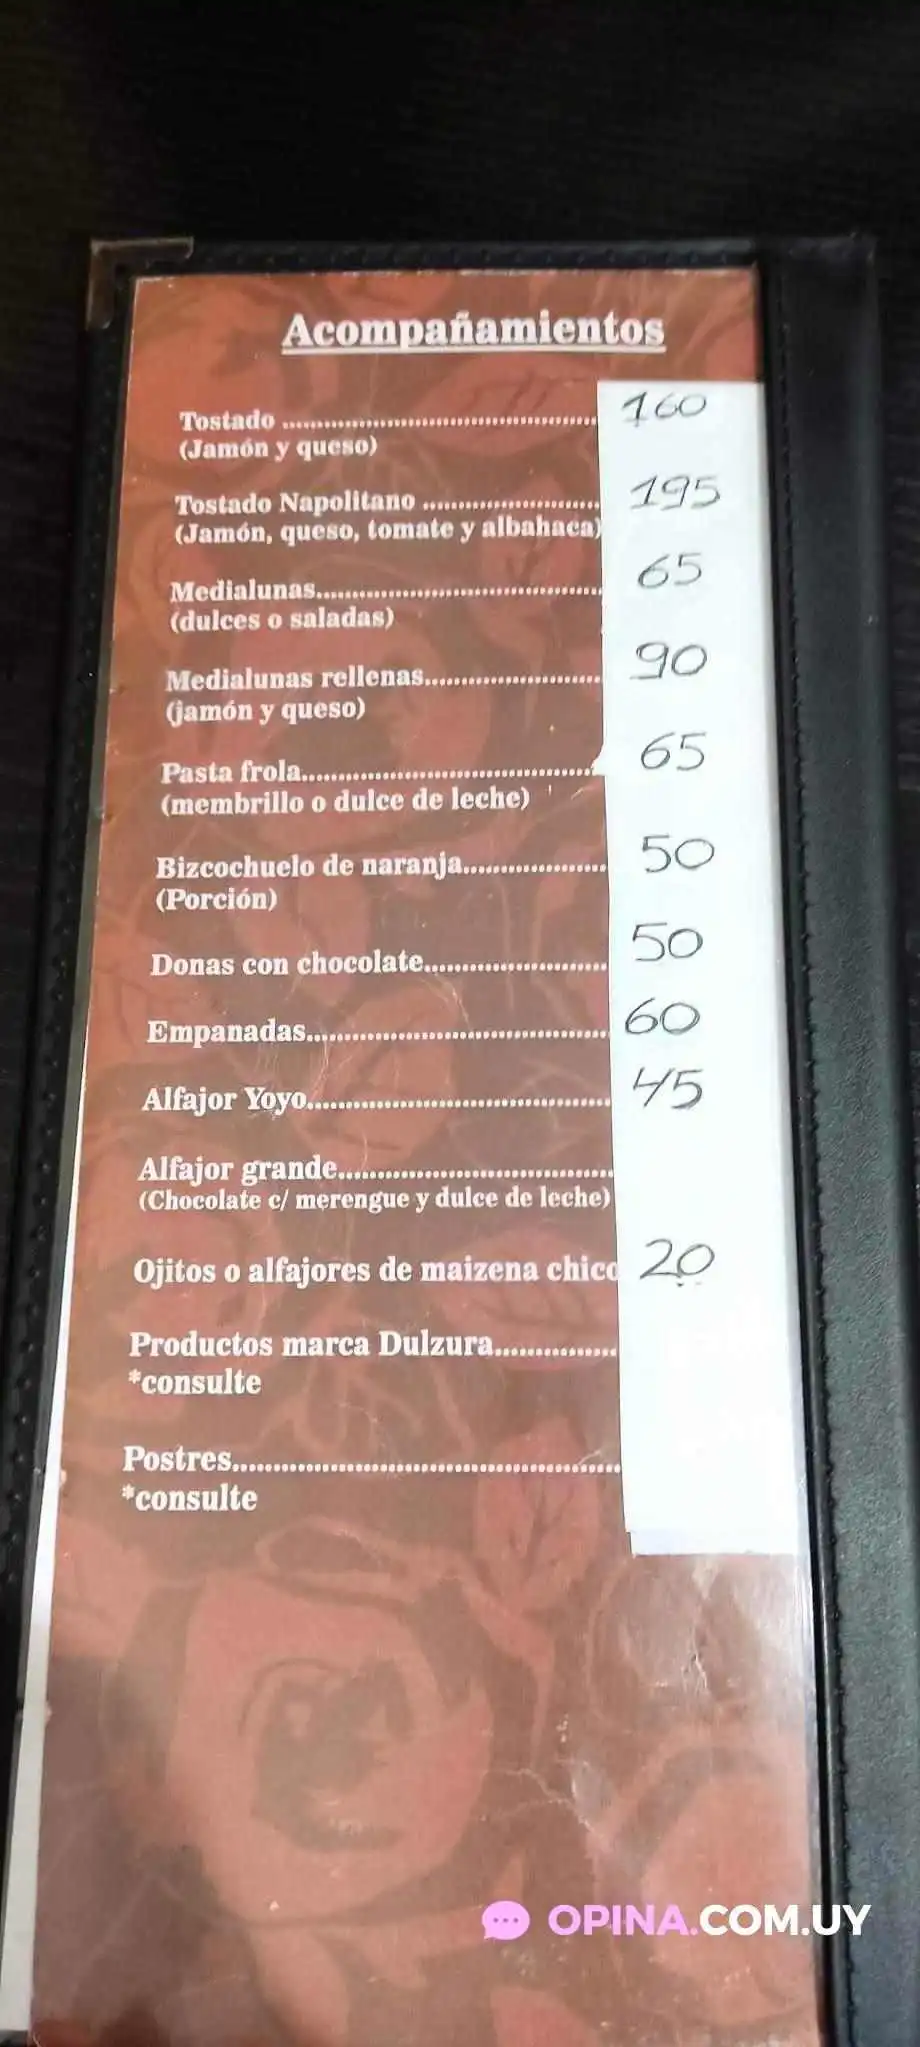 Acompañamientos
Tostado ........................................ 160
(Jamón y queso)
Tostado Napolitano ....................... 195
(Jamón, queso, tomate y albahaca)
Medialunas..................................... 65
(dulces o saladas)
Medialunas rellenas....................... 90
(jamón y queso)
Pasta frola...................................... 65
(membrillo o dulce de leche)
Bizcochuelo de naranja................... 50
(Porción)
Donas con chocolate........................ 50
Empanadas....................................... 60
Alfajor Yoyo....................................... 45
Alfajor grande....................................
(Chocolate c/ merengue y dulce de leche)
Ojitos o alfajores de maizena chico 20
Productos marca Dulzura...............
*consulte
Postres................................................
*consulte
OPINA.COM.UY